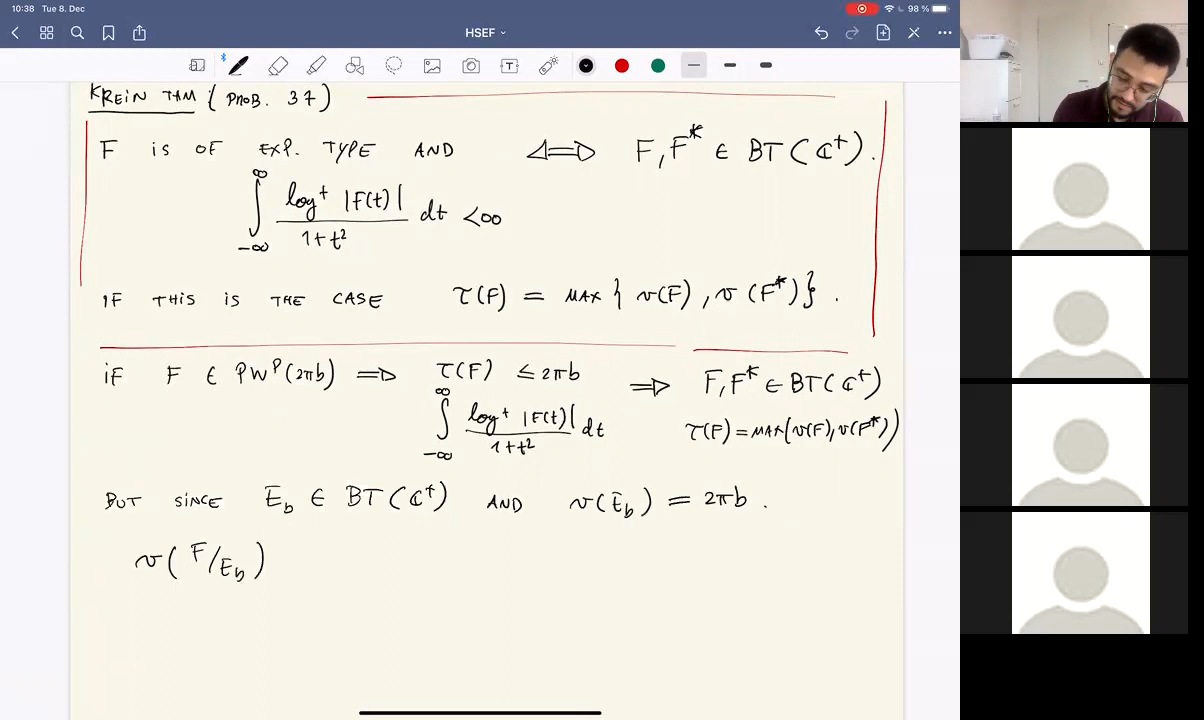 10:38 Tue 8. Dec 98 %
HSEF
KREIN THM (PROB. 37)
F IS OF EXP. TYPE AND ⟺ F, F* ∈ BT(ℂ⁺).
∫_{-∞}^{∞} log⁺ |F(t)| / 1+t² dt < ∞
IF THIS IS THE CASE τ(F) = MAX { v(F), v(F*) }.
IF F ∈ PW^P(2πb) ⟹ τ(F) ≤ 2πb ⟹ F, F* ∈ BT(ℂ⁺)
∫_{-∞}^{∞} log⁺ |F(t)| / 1+t² dt τ(F) = MAX(v(F), v(F*))
BUT SINCE E_b ∈ BT(ℂ⁺) AND v(E_b) = 2πb.
v( F/E_b )